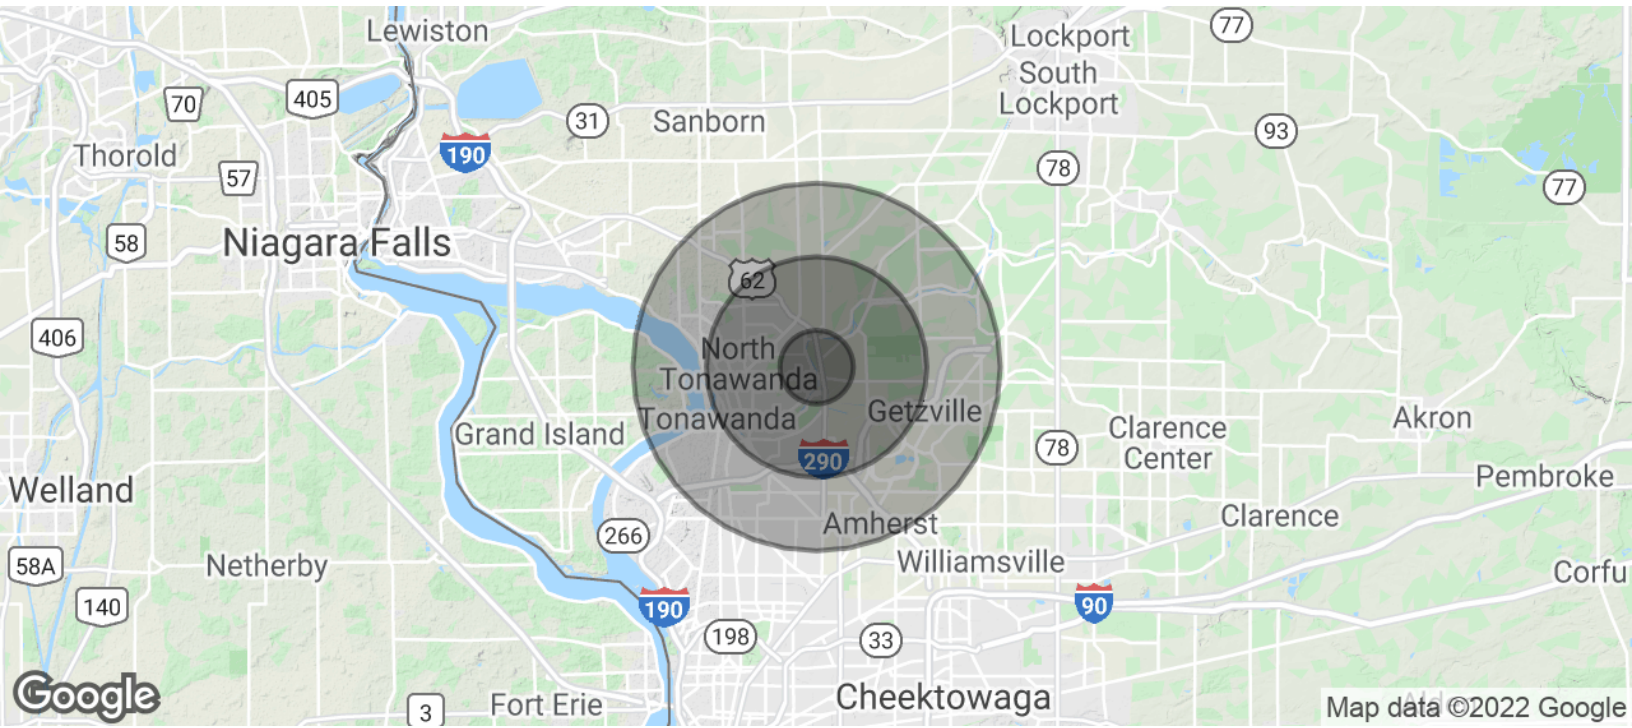 Lewiston
77
Lockport
South
Lockport
70
405
31
Sanborn
93
190
Thorold
57
78
77
58
Niagara Falls
62
406
North
Tonawanda
Tonawanda
Getzville
Grand Island
290
78
Clarence
Center
Akron
Welland
Pembroke
266
Amherst
Clarence
58A
Netherby
Williamsville
Corfu
140
190
90
198
33
Google
3
Fort Erie
Cheektowaga
Map data ©2022 Google